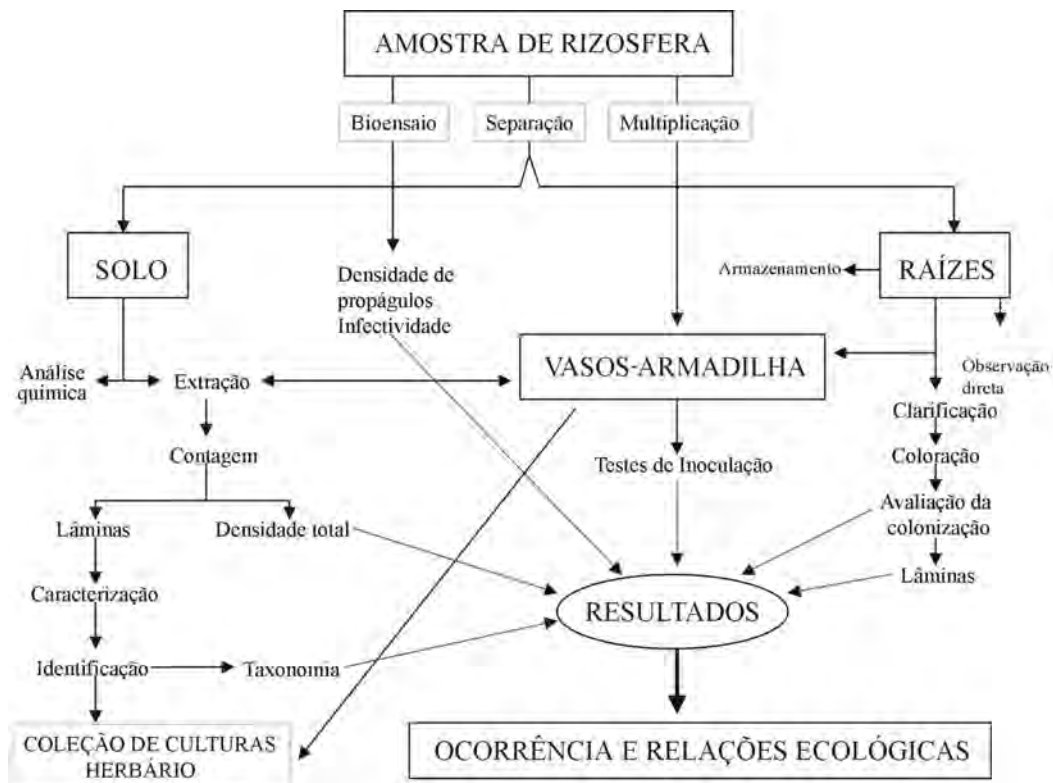 AMOSTRA DE RIZOSFERA
Bioensaio
Separação
Multiplicação
SOLO
Densidade de
propágulos
Infectividade
Armazenamento
RAÍZES
Análise
química
Extração
VASOS-ARMADILHA
Observação
direta
Clarificação
Contagem
Testes de Inoculação
Coloração
Lâminas
Densidade total
Avaliação da
colonização
Caracterização
Lâminas
RESULTADOS
Identificação
Taxonomia
COLEÇÃO DE CULTURAS
HERBÁRIO
OCORRÊNCIA E RELAÇÕES ECOLÓGICAS